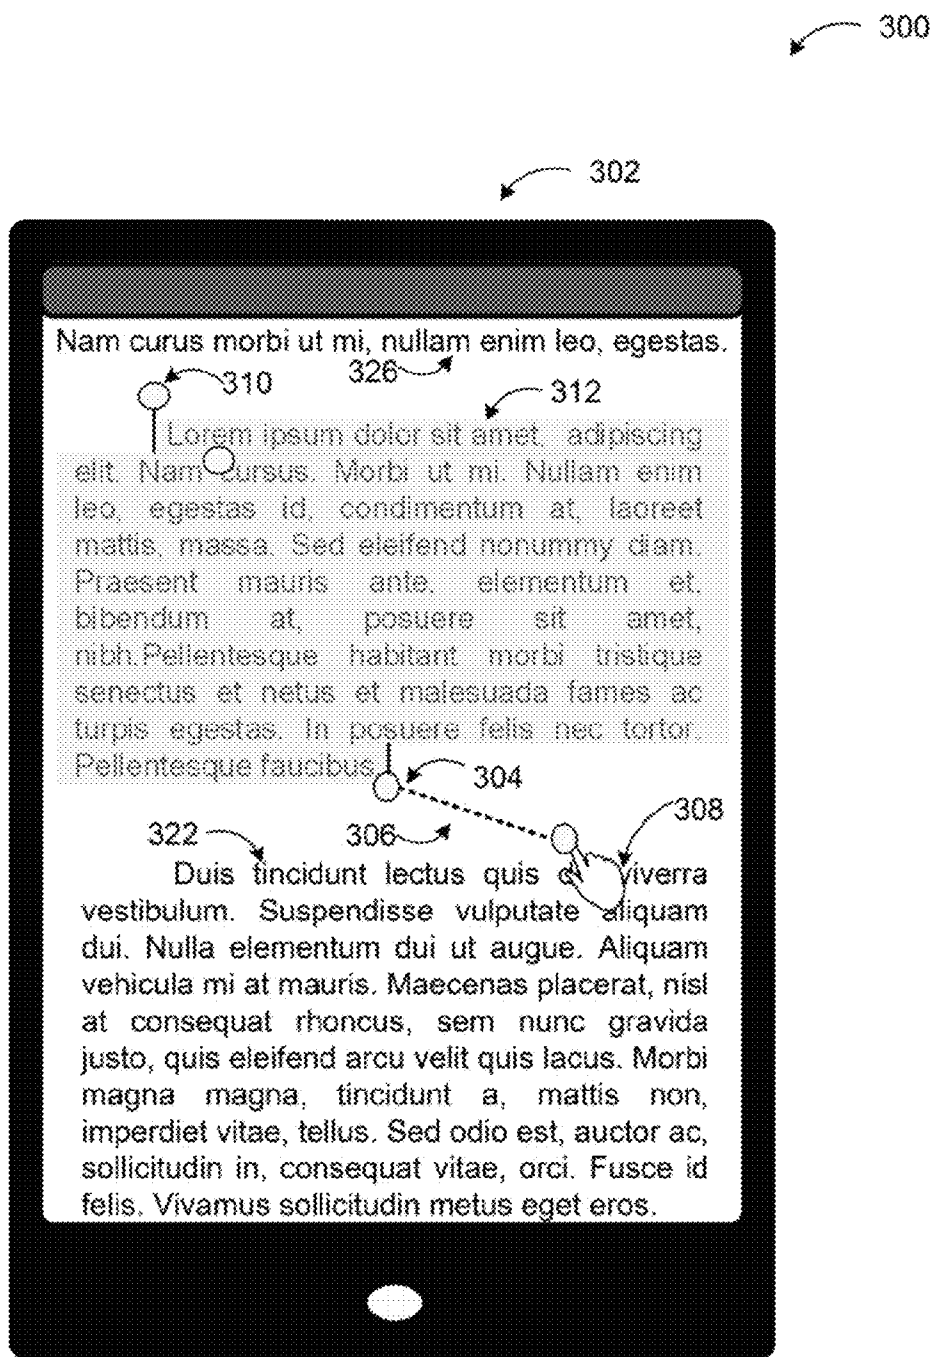 300
302
Nam curus morbi ut mi, nullam enim leo, egestas.
326
310
312
Lorem ipsum dolor sit amet, adipiscing
elit. Nam cursus. Morbi ut mi. Nullam enim
leo, egestas id, condimentum at, laoreet
mattis, massa. Sed eleifend nonummy diam.
Praesent mauris ante, elementum et,
bibendum at, posuere sit amet,
nibh.Pellentesque habitant morbi tristique
senectus et netus et malesuada fames ac
turpis egestas. In posuere felis nec tortor.
Pellentesque faucibus.
304
308
322
306
Duis tincidunt lectus quis viverra
vestibulum. Suspendisse vulputate aliquam
dui. Nulla elementum dui ut augue. Aliquam
vehicula mi at mauris. Maecenas placerat, nisl
at consequat rhoncus, sem nunc gravida
justo, quis eleifend arcu velit quis lacus. Morbi
magna magna, tincidunt a, mattis non,
imperdiet vitae, tellus. Sed odio est, auctor ac,
sollicitudin in, consequat vitae, orci. Fusce id
felis. Vivamus sollicitudin metus eget eros.